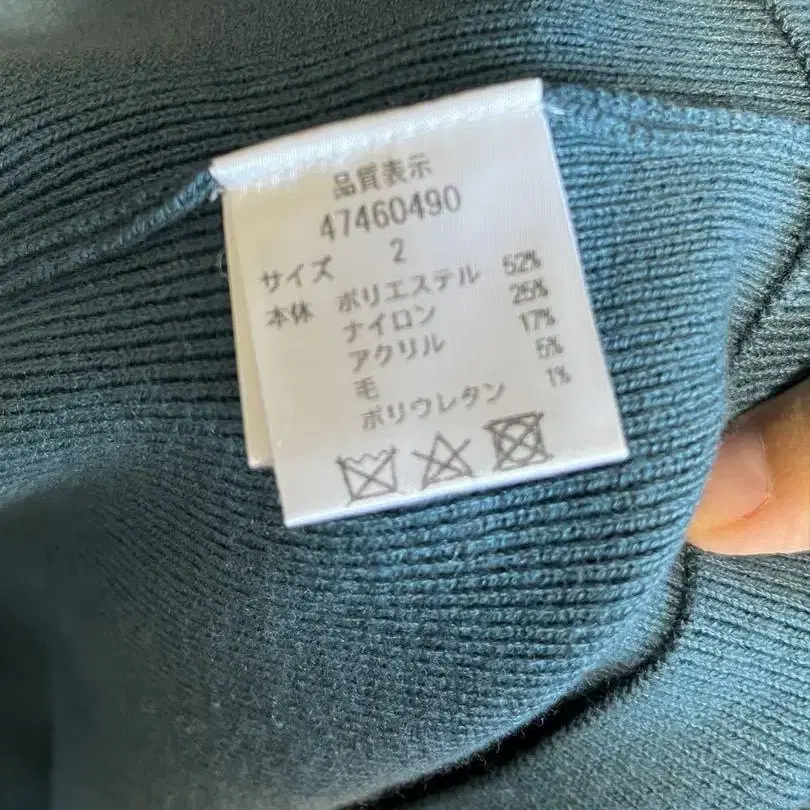 品質表示
47460490
サイズ 2
本体 ポリエステル 52%
ナイロン 25%
アクリル 17%
毛 5%
ポリウレタン 1%